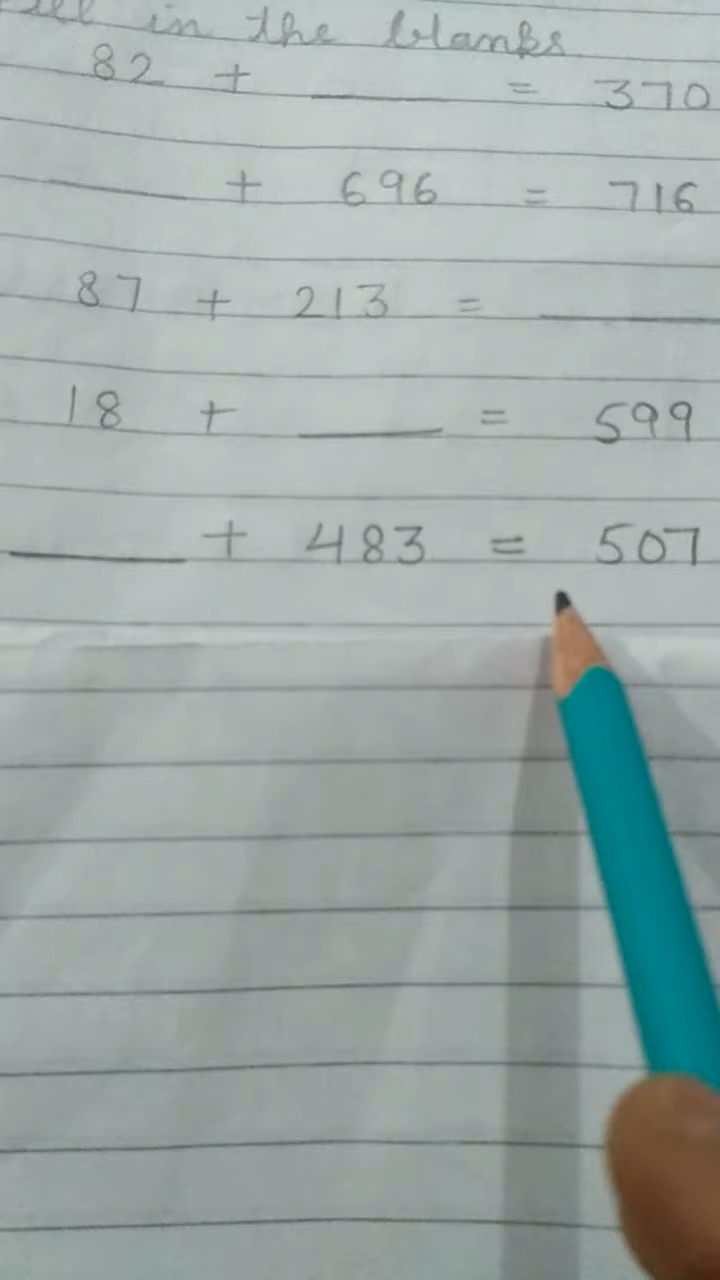 in the blanks
82 + ____ = 370
____ + 696 = 716
87 + 213 = ____
18 + ____ = 599
____ + 483 = 507